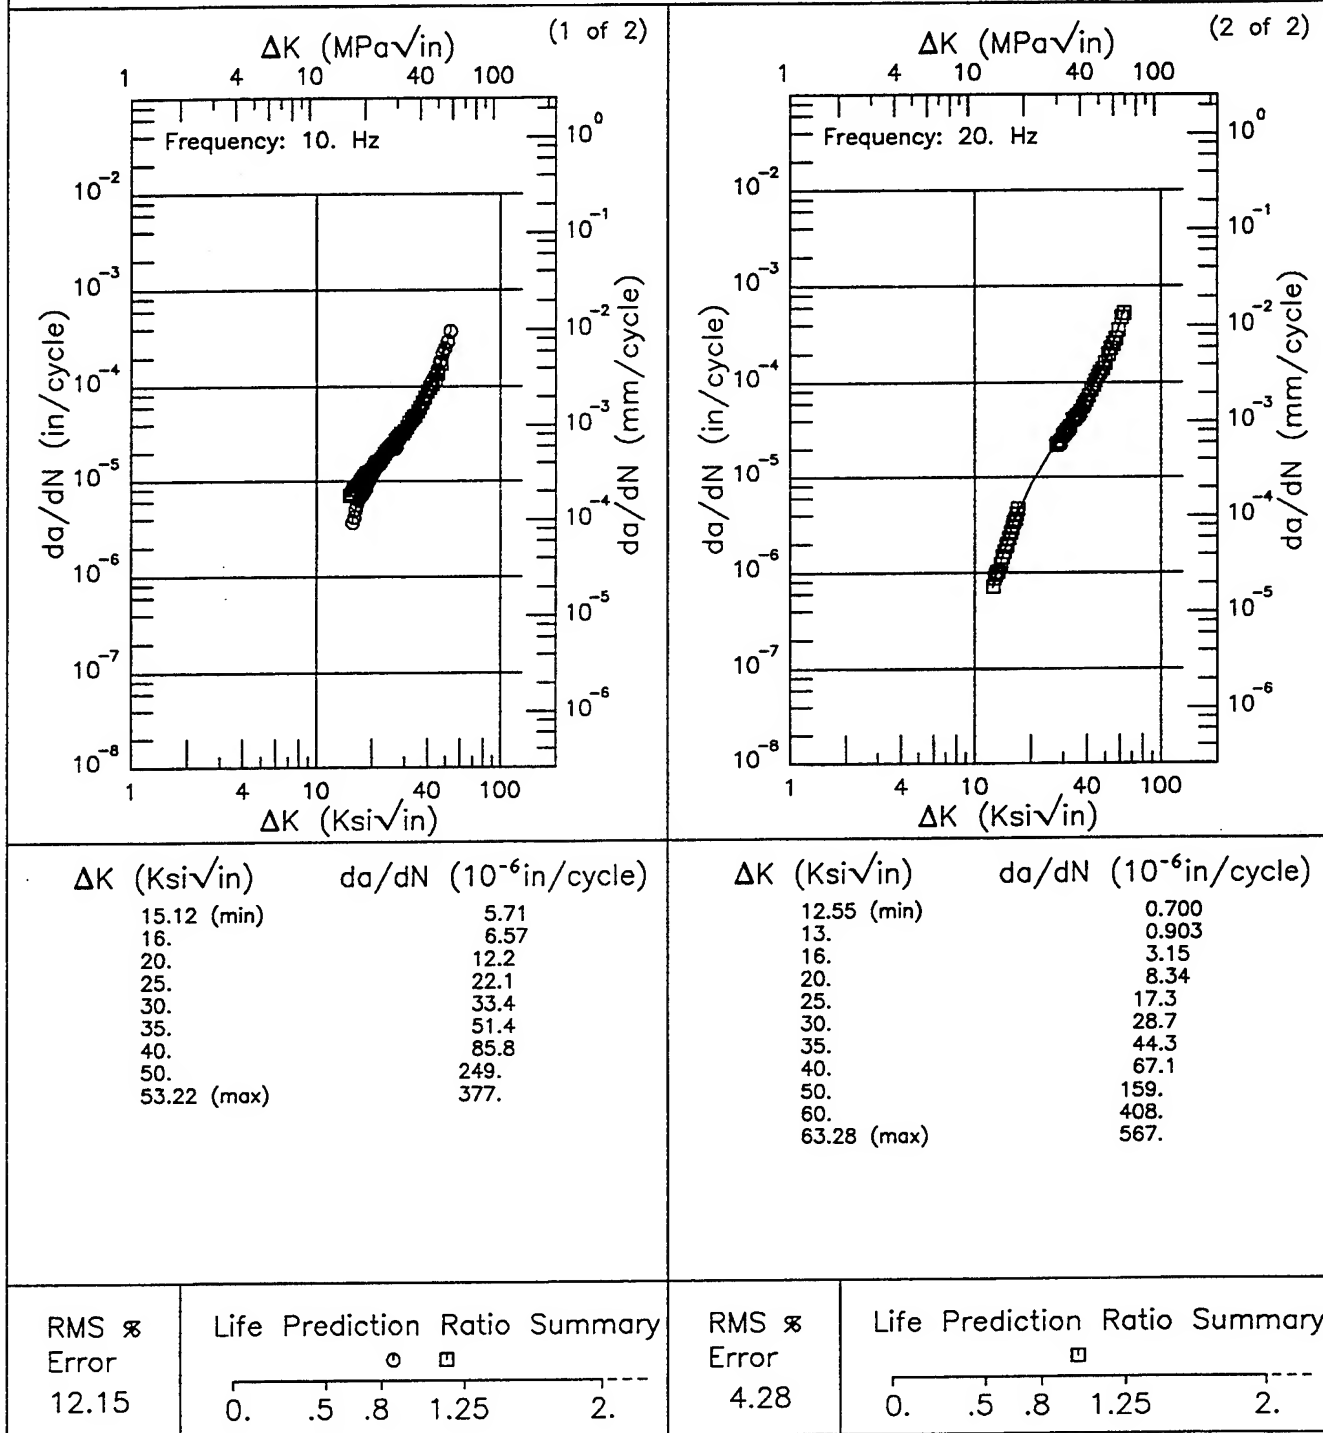 (1 of 2)
ΔK (MPa√in)
1 4 10 40 100
Frequency: 10. Hz
10⁰
10⁻²
10⁻¹
10⁻³
10⁻²
10⁻⁴
10⁻³
10⁻⁵
10⁻⁴
10⁻⁶
10⁻⁵
10⁻⁷
10⁻⁶
10⁻⁸
da/dN (in/cycle)
da/dN (mm/cycle)
1 4 10 40 100
ΔK (Ksi√in)
ΔK (Ksi√in) da/dN (10⁻⁶in/cycle)
15.12 (min) 5.71
16. 6.57
20. 12.2
25. 22.1
30. 33.4
35. 51.4
40. 85.8
50. 249.
53.22 (max) 377.
RMS %
Error
12.15
Life Prediction Ratio Summary
0. .5 .8 1.25 2.
(2 of 2)
ΔK (MPa√in)
1 4 10 40 100
Frequency: 20. Hz
10⁰
10⁻²
10⁻¹
10⁻³
10⁻²
10⁻⁴
10⁻³
10⁻⁵
10⁻⁴
10⁻⁶
10⁻⁵
10⁻⁷
10⁻⁶
10⁻⁸
da/dN (in/cycle)
da/dN (mm/cycle)
1 4 10 40 100
ΔK (Ksi√in)
ΔK (Ksi√in) da/dN (10⁻⁶in/cycle)
12.55 (min) 0.700
13. 0.903
16. 3.15
20. 8.34
25. 17.3
30. 28.7
35. 44.3
40. 67.1
50. 159.
60. 408.
63.28 (max) 567.
RMS %
Error
4.28
Life Prediction Ratio Summary
0. .5 .8 1.25 2.